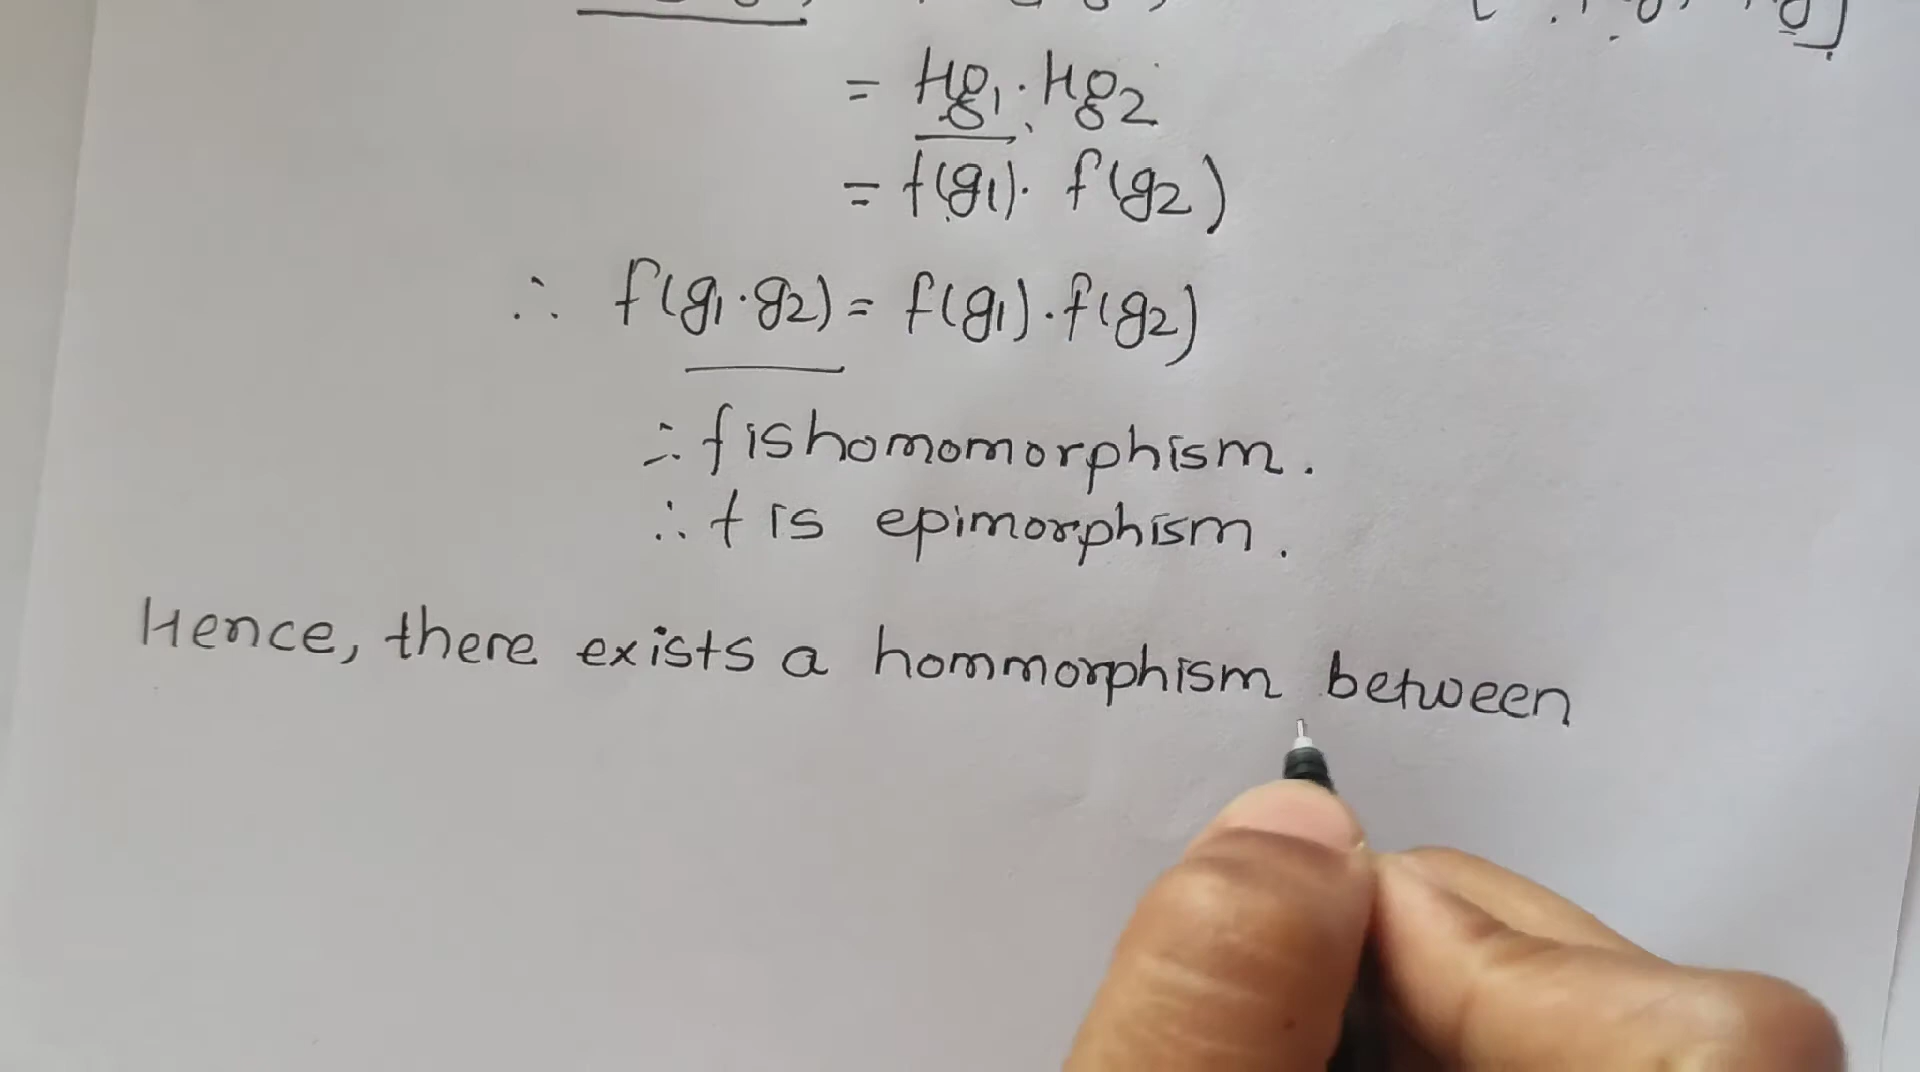 = Hg₁ · Hg₂
= f(g₁) · f(g₂)
∴ f(g₁·g₂) = f(g₁)·f(g₂)
∴ f is homomorphism.
∴ f is epimorphism.
Hence, there exists a hommorphism between